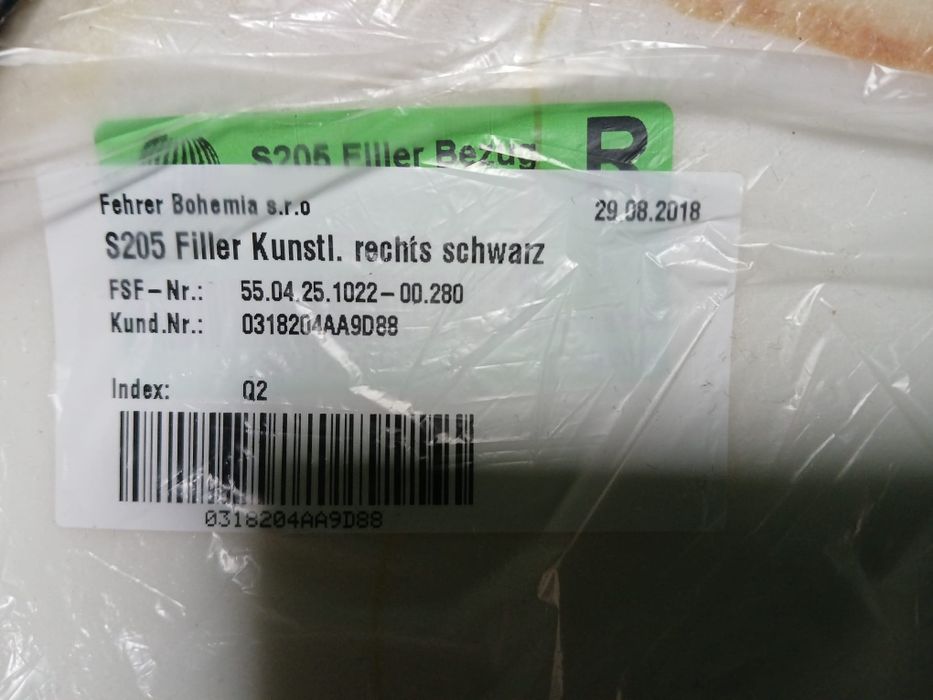 S205 Filler Bezug R
Fehrer Bohemia s.r.o 29.08.2018
S205 Filler Kunstl. rechts schwarz
FSF-Nr.: 55.04.25.1022-00.280
Kund.Nr.: 0318204AA9D88
Index: Q2
0318204AA9D88